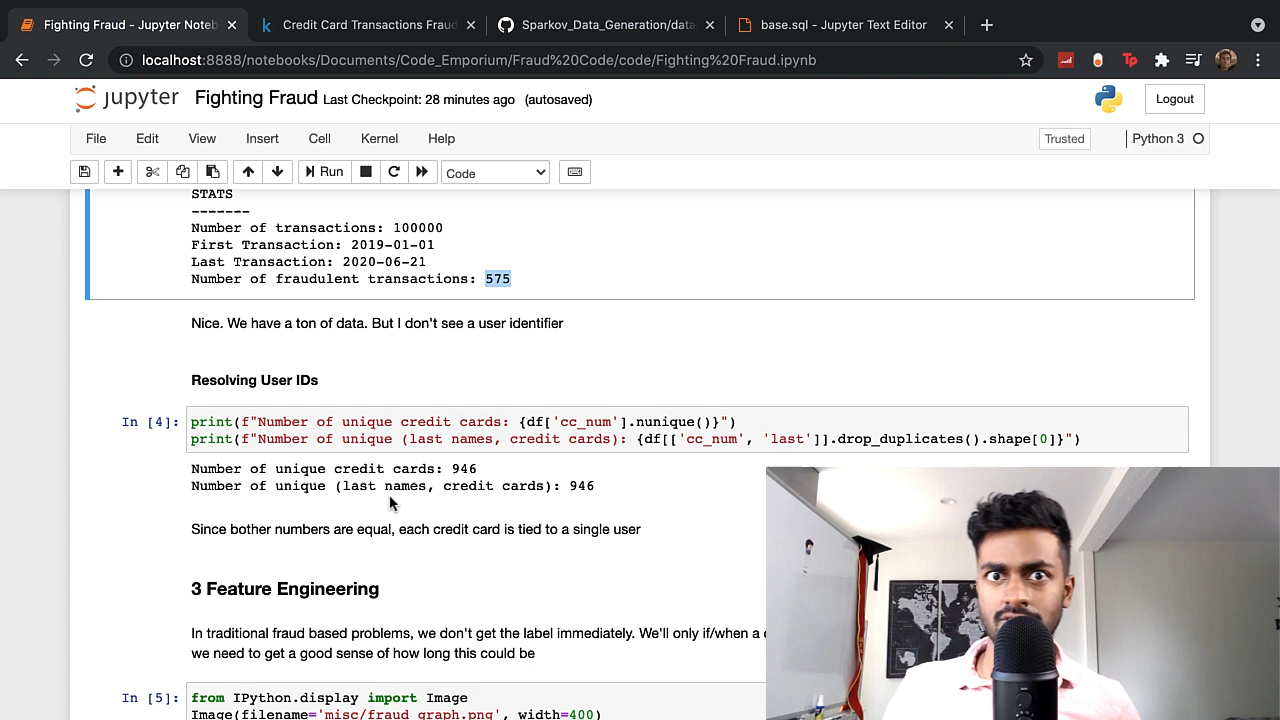 Fighting Fraud - Jupyter Noteb
Credit Card Transactions Fraud
Sparkov_Data_Generation/data
base.sql - Jupyter Text Editor
localhost:8888/notebooks/Documents/Code_Emporium/Fraud%20Code/code/Fighting%20Fraud.ipynb
jupyter Fighting Fraud Last Checkpoint: 28 minutes ago (autosaved)
Logout
File Edit View Insert Cell Kernel Help
Trusted
Python 3
Run
Code
STATS
-------
Number of transactions: 100000
First Transaction: 2019-01-01
Last Transaction: 2020-06-21
Number of fraudulent transactions: 575
Nice. We have a ton of data. But I don't see a user identifier
Resolving User IDs
In [4]: print(f"Number of unique credit cards: {df['cc_num'].nunique()}")
print(f"Number of unique (last names, credit cards): {df[['cc_num', 'last']].drop_duplicates().shape[0]}")
Number of unique credit cards: 946
Number of unique (last names, credit cards): 946
Since bother numbers are equal, each credit card is tied to a single user
3 Feature Engineering
In traditional fraud based problems, we don't get the label immediately. We'll only if/when a
we need to get a good sense of how long this could be
In [5]: from IPython.display import Image
Image(filename='misc/fraud_graph.png', width=400)